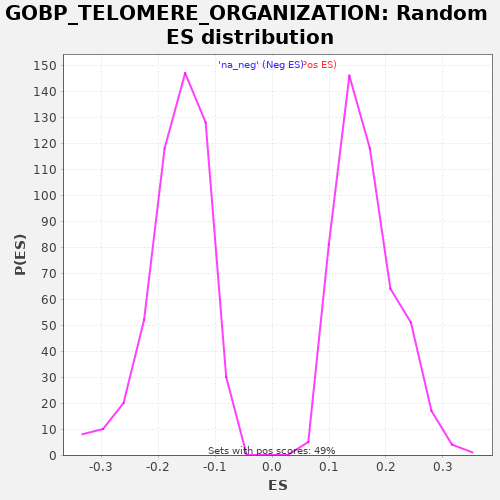 GOBP_TELOMERE_ORGANIZATION: Random
ES distribution
'na_neg' (Neg ES) Pos ES)
150
140
130
120
110
100
90
80
70
60
50
40
30
20
10
0
P(ES)
Sets with pos scores: 49%
-0.3 -0.2 -0.1 0.0 0.1 0.2 0.3
ES